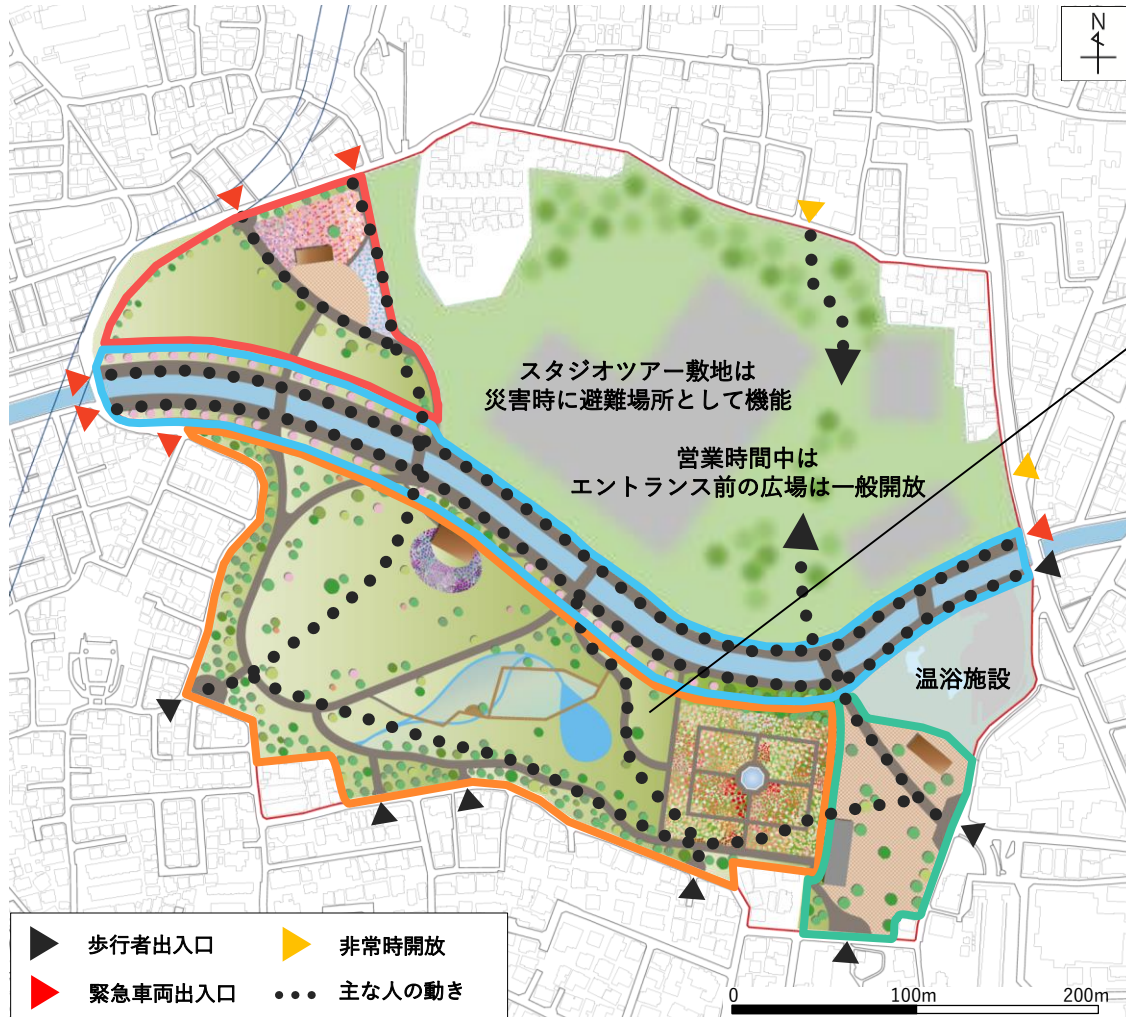 N
スタジオツアー敷地は
災害時に避難場所として機能
営業時間中は
エントランス前の広場は一般開放
温浴施設
歩行者出入口
非常時開放
緊急車両出入口
主な人の動き
0 100m 200m